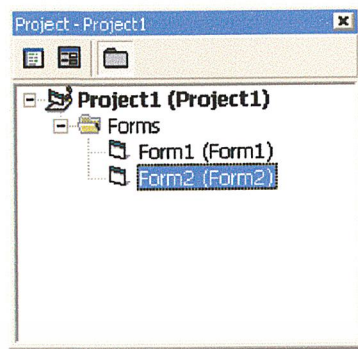 Project - Project1
Project1 (Project1)
Forms
Form1 (Form1)
Form2 (Form2)